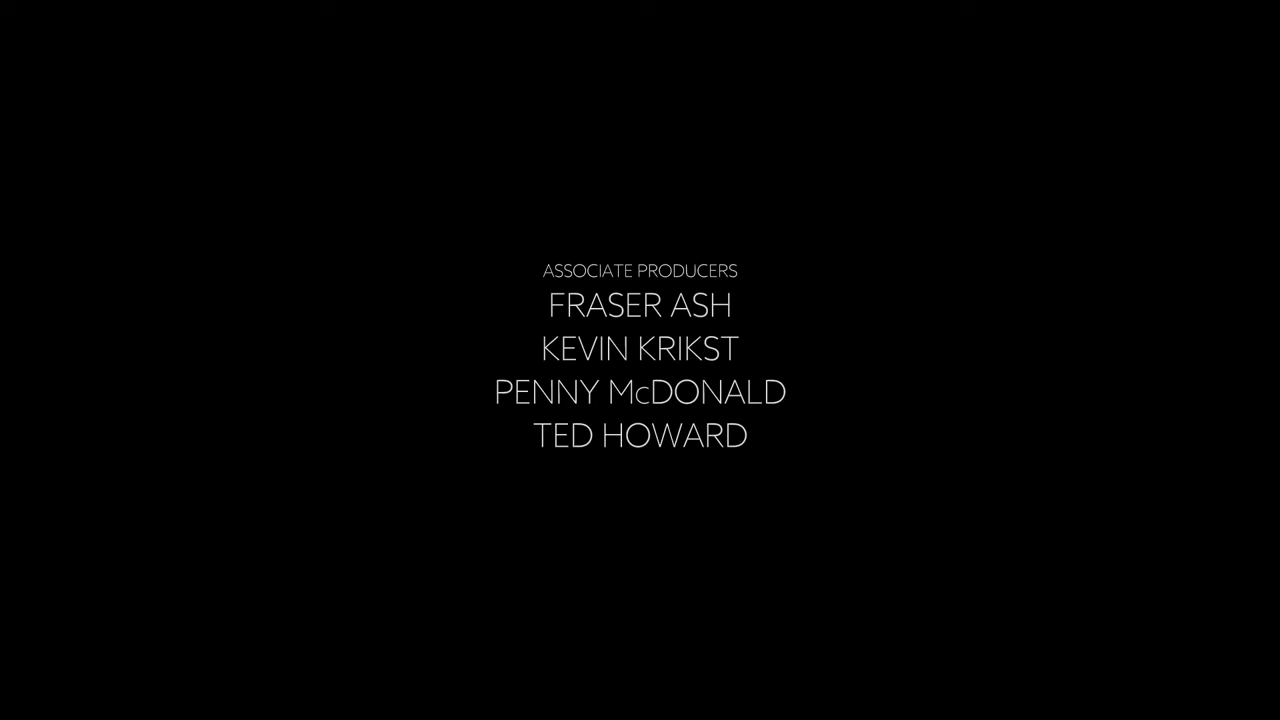 ASSOCIATE PRODUCERS
FRASER ASH
KEVIN KRIKST
PENNY McDONALD
TED HOWARD